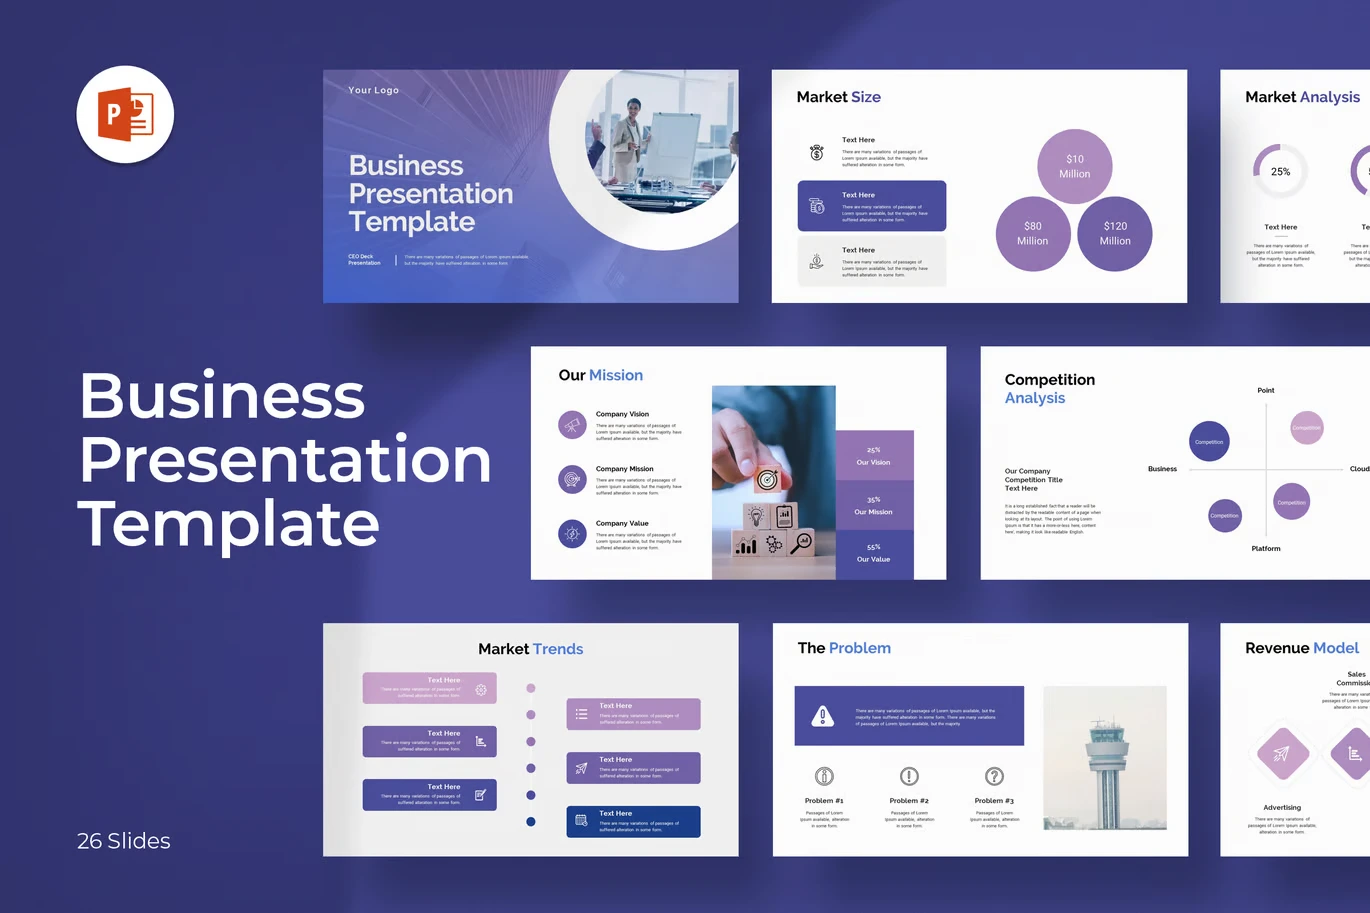 P
Business
Presentation
Template
26 Slides
Your Logo
Business
Presentation
Template
CEO Deck
Presentation
There are many variations of passages of Lorem Ipsum available,
but the majority have suffered alteration in some form.
Market Size
Text Here
There are many variations of passages of
Lorem Ipsum available, but the majority have
suffered alteration in some form.
Text Here
There are many variations of passages of
Lorem Ipsum available, but the majority have
suffered alteration in some form.
Text Here
There are many variations of passages of
Lorem Ipsum available, but the majority have
suffered alteration in some form.
$10
Million
$80
Million
$120
Million
Market Analysis
25%
Text Here
There are many variations of
passages of Lorem Ipsum available,
but the majority have suffered
alteration in some form.
Our Mission
Company Vision
There are many variations of passages of
Lorem Ipsum available, but the majority have
suffered alteration in some form.
Company Mission
There are many variations of passages of
Lorem Ipsum available, but the majority have
suffered alteration in some form.
Company Value
There are many variations of passages of
Lorem Ipsum available, but the majority have
suffered alteration in some form.
25%
Our Vision
35%
Our Mission
55%
Our Value
Competition
Analysis
Our Company
Competition Title
Text Here
It is a long established fact that a reader will be
distracted by the readable content of a page when
looking at its layout. The point of using Lorem
Ipsum is that it has a more-or-less here, content
here', making it look like readable English.
Point
Business
Cloud
Platform
Competition
Competition
Competition
Competition
Market Trends
Text Here
There are many variations of passages of
suffered alteration in some form.
Text Here
There are many variations of passages of
suffered alteration in some form.
Text Here
There are many variations of passages of
suffered alteration in some form.
Text Here
There are many variations of passages of
suffered alteration in some form.
Text Here
There are many variations of passages of
suffered alteration in some form.
Text Here
There are many variations of passages of
suffered alteration in some form.
The Problem
There are many variations of passages of Lorem Ipsum available, but the
majority have suffered alteration in some form. There are many variations
of passages of Lorem Ipsum available, but the majority.
Problem #1
Passages of Lorem
Ipsum available, alteration
in some form.
Problem #2
Passages of Lorem
Ipsum available, alteration
in some form.
Problem #3
Passages of Lorem
Ipsum available, alteration
in some form.
Revenue Model
Sales
There are many
passages of Lorem
but the majority
alteration in some
Advertising
There are many variations of
passages of Lorem Ipsum available,
but the majority have suffered
alteration in some form.